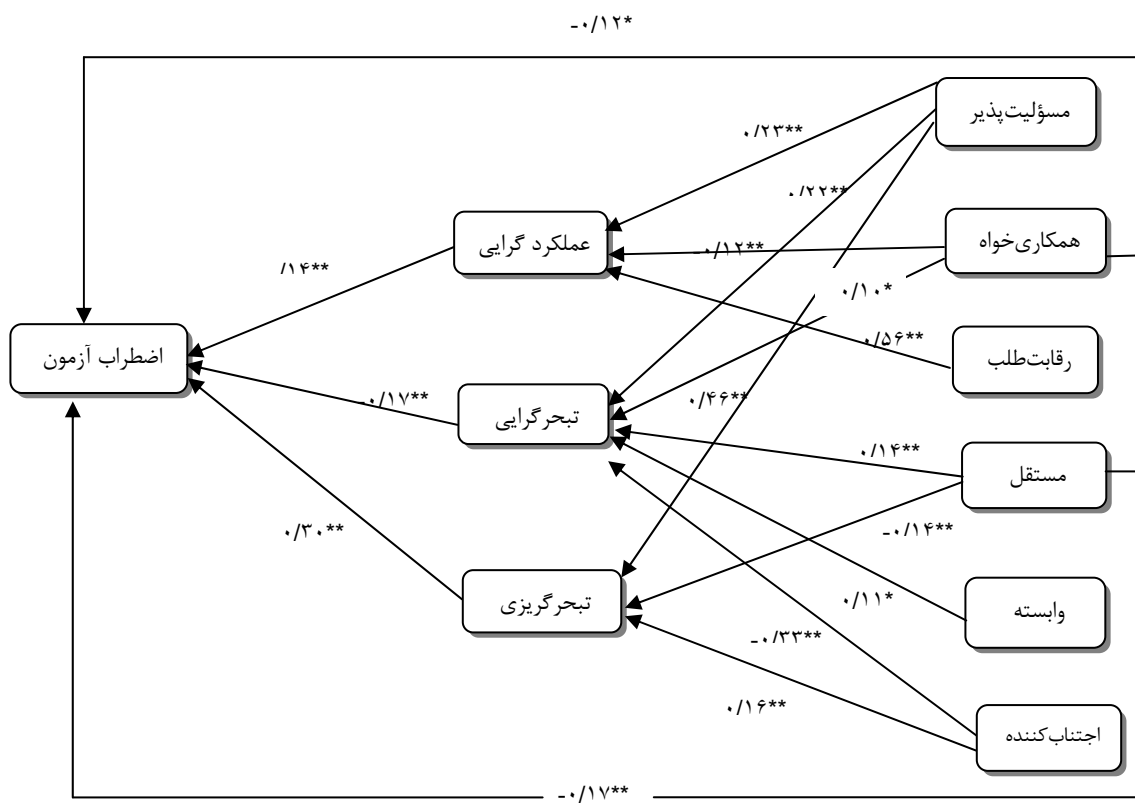 -۰/۱۲*
مسؤلیت‌پذیر
۰/۲۳**
۰/۲۲**
همکاری‌خواه
عملکرد گرایی
-۰/۱۲**
/۱۴**
۰/۱۰*
رقابت‌طلب
۰/۵۶**
اضطراب آزمون
-۰/۱۷**
تبحرگرایی
۰/۴۶**
۰/۱۴**
مستقل
-۰/۱۴**
۰/۳۰**
تبحرگریزی
۰/۱۱*
وابسته
-۰/۳۳**
۰/۱۶**
اجتناب‌کننده
-۰/۱۷**